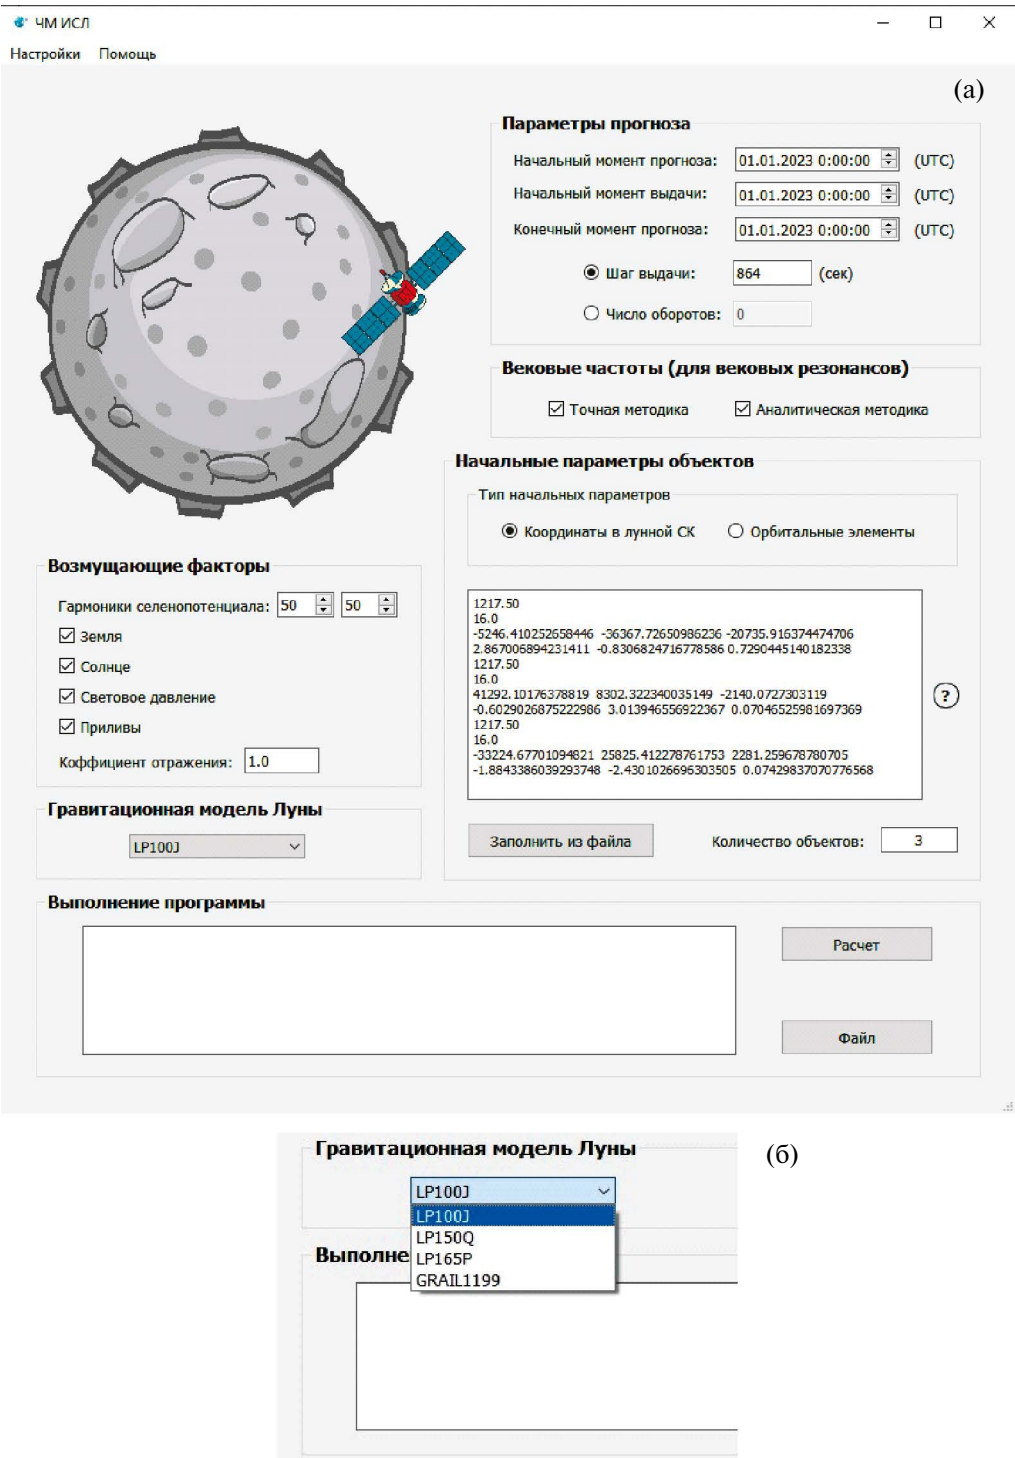 ЧМ ИСЛ
Настройки Помощь
(а)
Параметры прогноза
Начальный момент прогноза: 01.01.2023 0:00:00 (UTC)
Начальный момент выдачи: 01.01.2023 0:00:00 (UTC)
Конечный момент прогноза: 01.01.2023 0:00:00 (UTC)
Шаг выдачи: 864 (сек)
Число оборотов: 0
Вековые частоты (для вековых резонансов)
Точная методика Аналитическая методика
Начальные параметры объектов
Тип начальных параметров
Координаты в лунной СК Орбитальные элементы
1217.50
16.0
-5246.410252658446 -36367.72650986236 -20735.916374474706
2.867006894231411 -0.8306824716778586 0.7290445140182338
1217.50
16.0
41292.10176378819 8302.322340035149 -2140.0727303119
-0.6029026875222986 3.013946556922367 0.07046525981697369
1217.50
16.0
-33224.67701094821 25825.412278761753 2281.259678780705
-1.8843386039293748 -2.4301026696303505 0.07429837070776568
?
Заполнить из файла Количество объектов: 3
Возмущающие факторы
Гармоники селенопотенциала: 50 50
Земля
Солнце
Световое давление
Приливы
Коффициент отражения: 1.0
Гравитационная модель Луны
LP100J
Выполнение программы
Расчет
Файл
Гравитационная модель Луны
(б)
LP100J
LP100J
LP150Q
Выполне
LP165P
GRAIL1199